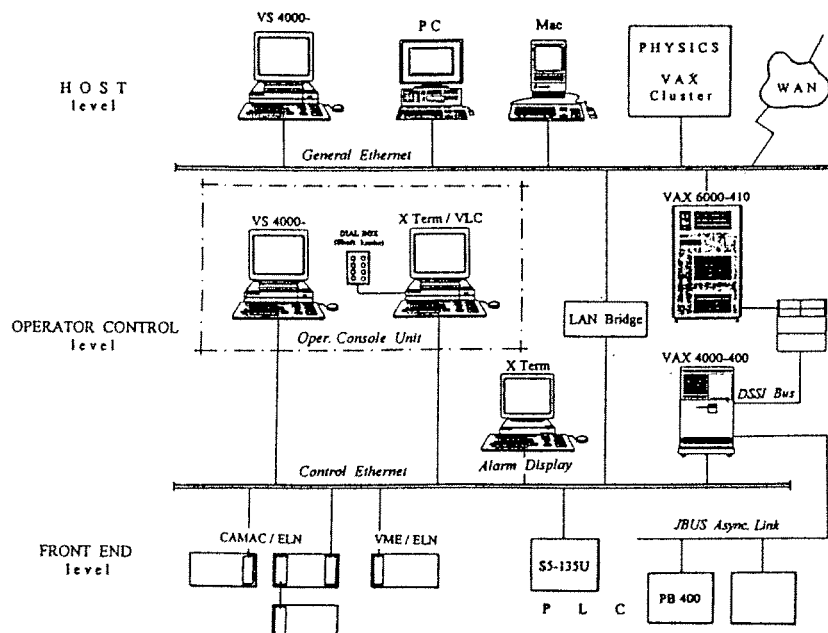 VS 4000-
PC
Mac
PHYSICS
VAX
Cluster
WAN
HOST
level
General Ethernet
VS 4000-
DIAL BOX
X Term / VLC
VAX 6000-410
OPERATOR CONTROL
level
Oper. Console Unit
LAN Bridge
X Term
VAX 4000-400
DSSI Bus
Control Ethernet
Alarm Display
FRONT END
level
CAMAC / ELN
VME / ELN
S5-135U
P L C
JBUS Async. Link
PB 400